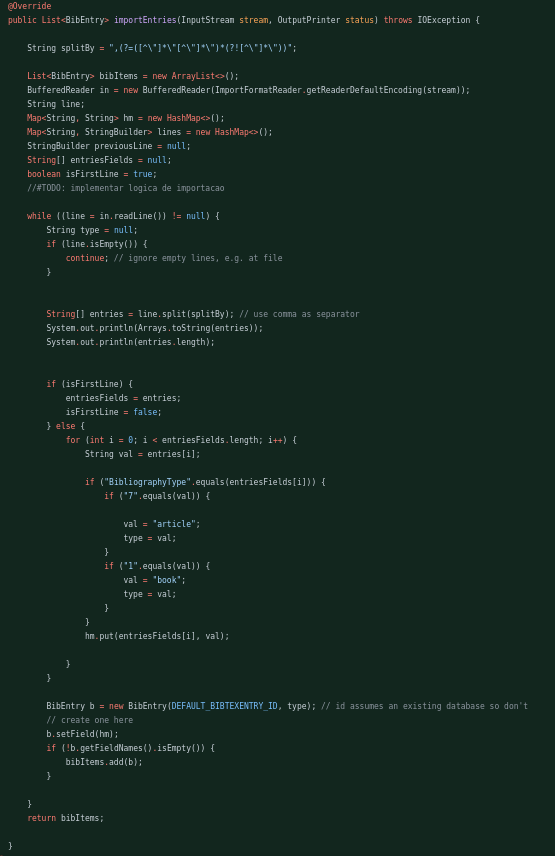 @Override
public List<BibEntry> importEntries(InputStream stream, OutputPrinter status) throws IOException {
String splitBy = ",(?=([^\"]*\"[^\"]*\")*(?![^\"]*\"))";
List<BibEntry> bibItems = new ArrayList<>();
BufferedReader in = new BufferedReader(ImportFormatReader.getReaderDefaultEncoding(stream));
String line;
Map<String, String> hm = new HashMap<>();
Map<String, StringBuilder> lines = new HashMap<>();
StringBuilder previousLine = null;
String[] entriesFields = null;
boolean isFirstLine = true;
//#TODO: implementar logica de importacao
while ((line = in.readLine()) != null) {
String type = null;
if (line.isEmpty()) {
continue; // ignore empty lines, e.g. at file
}
String[] entries = line.split(splitBy); // use comma as separator
System.out.println(Arrays.toString(entries));
System.out.println(entries.length);
if (isFirstLine) {
entriesFields = entries;
isFirstLine = false;
} else {
for (int i = 0; i < entriesFields.length; i++) {
String val = entries[i];
if ("BibliographyType".equals(entriesFields[i])) {
if ("7".equals(val)) {
val = "article";
type = val;
}
if ("1".equals(val)) {
val = "book";
type = val;
}
}
hm.put(entriesFields[i], val);
}
}
BibEntry b = new BibEntry(DEFAULT_BIBTEXENTRY_ID, type); // id assumes an existing database so don't
// create one here
b.setField(hm);
if (!b.getFieldNames().isEmpty()) {
bibItems.add(b);
}
}
return bibItems;
}